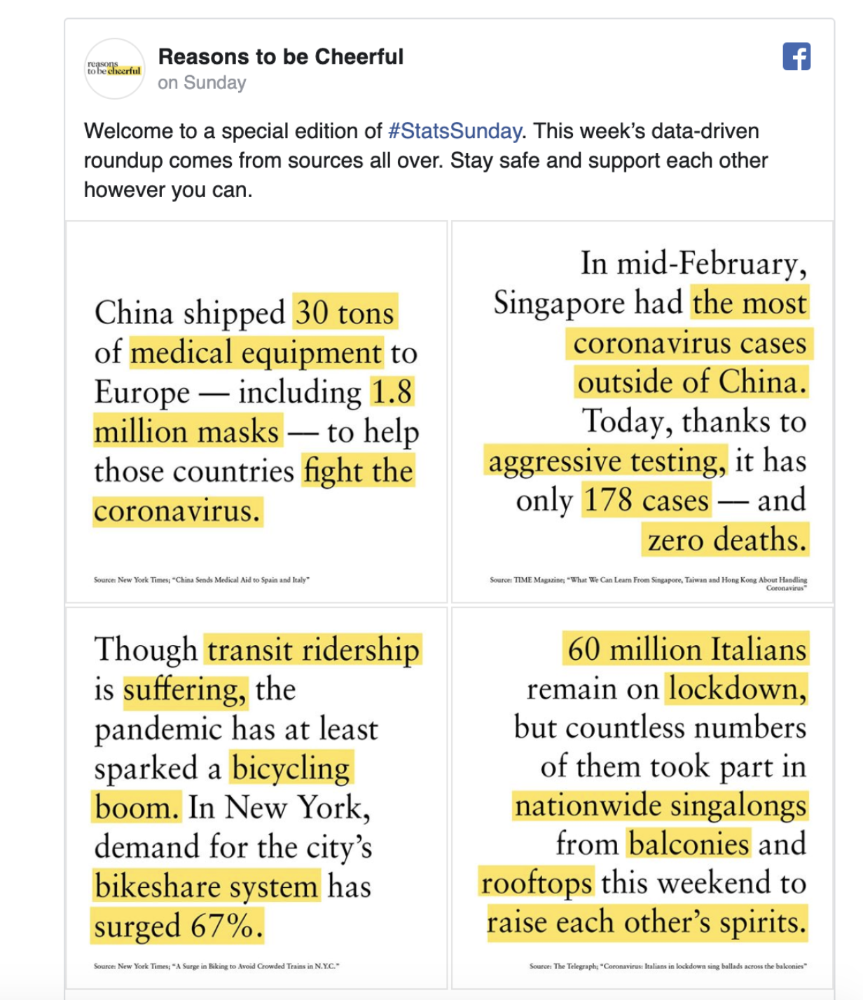 reasons
to be cheerful
Reasons to be Cheerful
on Sunday
Welcome to a special edition of #StatsSunday. This week’s data-driven
roundup comes from sources all over. Stay safe and support each other
however you can.
China shipped 30 tons
of medical equipment to
Europe — including 1.8
million masks — to help
those countries fight the
coronavirus.
Source: New York Times; “China Sends Medical Aid to Spain and Italy”
In mid-February,
Singapore had the most
coronavirus cases
outside of China.
Today, thanks to
aggressive testing, it has
only 178 cases — and
zero deaths.
Source: TIME Magazine; “What We Can Learn From Singapore, Taiwan and Hong Kong About Handling
Coronavirus”
Though transit ridership
is suffering, the
pandemic has at least
sparked a bicycling
boom. In New York,
demand for the city’s
bikeshare system has
surged 67%.
Source: New York Times; “A Surge in Biking to Avoid Crowded Trains in N.Y.C.”
60 million Italians
remain on lockdown,
but countless numbers
of them took part in
nationwide singalongs
from balconies and
rooftops this weekend to
raise each other’s spirits.
Source: The Telegraph; “Coronavirus: Italians in lockdown sing ballads across the balconies”